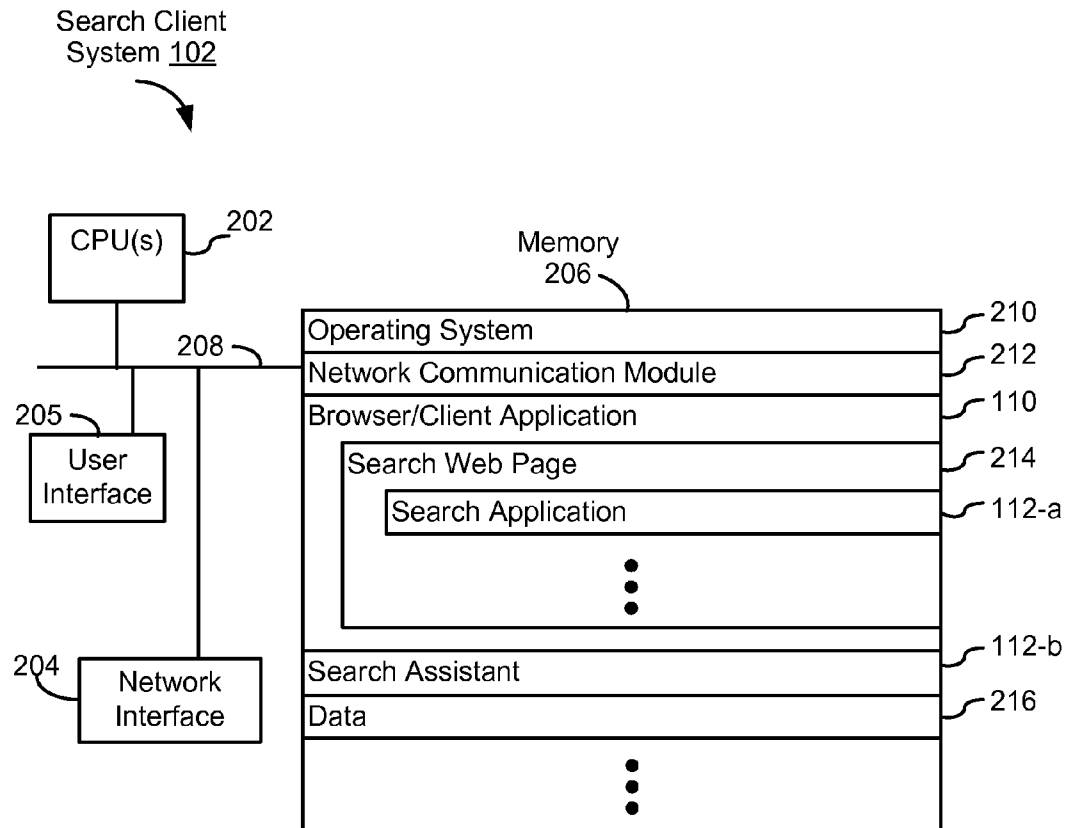 Search Client
System 102
CPU(s)
202
Memory
206
Operating System
210
208
Network Communication Module
212
Browser/Client Application
110
205
User
Interface
Search Web Page
214
Search Application
112-a
Search Assistant
112-b
204
Network
Interface
Data
216